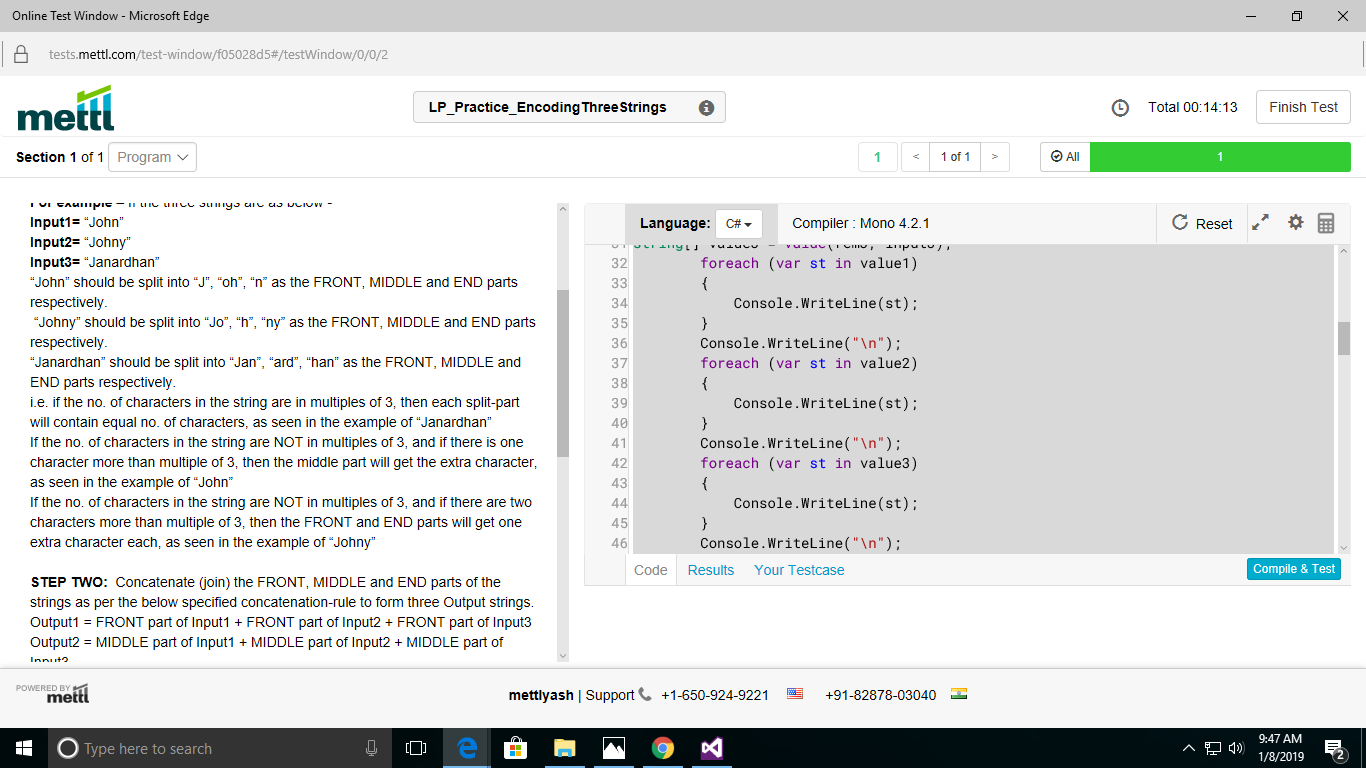 Online Test Window - Microsoft Edge
tests.mettl.com/test-window/f05028d5#/testWindow/0/0/2
mettl
LP_Practice_EncodingThreeStrings
Total 00:14:13
Finish Test
Section 1 of 1
Program
1
<
1 of 1
>
All
1
For example – If the three strings are as below -
Input1= “John”
Input2= “Johny”
Input3= “Janardhan”
“John” should be split into “J”, “oh”, “n” as the FRONT, MIDDLE and END parts
respectively.
“Johny” should be split into “Jo”, “h”, “ny” as the FRONT, MIDDLE and END parts
respectively.
“Janardhan” should be split into “Jan”, “ard”, “han” as the FRONT, MIDDLE and
END parts respectively.
i.e. if the no. of characters in the string are in multiples of 3, then each split-part
will contain equal no. of characters, as seen in the example of “Janardhan”
If the no. of characters in the string are NOT in multiples of 3, and if there is one
character more than multiple of 3, then the middle part will get the extra character,
as seen in the example of “John”
If the no. of characters in the string are NOT in multiples of 3, and if there are two
characters more than multiple of 3, then the FRONT and END parts will get one
extra character each, as seen in the example of “Johny”
STEP TWO: Concatenate (join) the FRONT, MIDDLE and END parts of the
strings as per the below specified concatenation-rule to form three Output strings.
Output1 = FRONT part of Input1 + FRONT part of Input2 + FRONT part of Input3
Output2 = MIDDLE part of Input1 + MIDDLE part of Input2 + MIDDLE part of
Input3
Language:
C#
Compiler : Mono 4.2.1
Reset
31 string[] value3 = value(rem3, input3);
32 foreach (var st in value1)
33 {
34 Console.WriteLine(st);
35 }
36 Console.WriteLine("\n");
37 foreach (var st in value2)
38 {
39 Console.WriteLine(st);
40 }
41 Console.WriteLine("\n");
42 foreach (var st in value3)
43 {
44 Console.WriteLine(st);
45 }
46 Console.WriteLine("\n");
Code
Results
Your Testcase
Compile & Test
POWERED BY mettl
mettlyash | Support +1-650-924-9221
+91-82878-03040
Type here to search
9:47 AM
1/8/2019
2